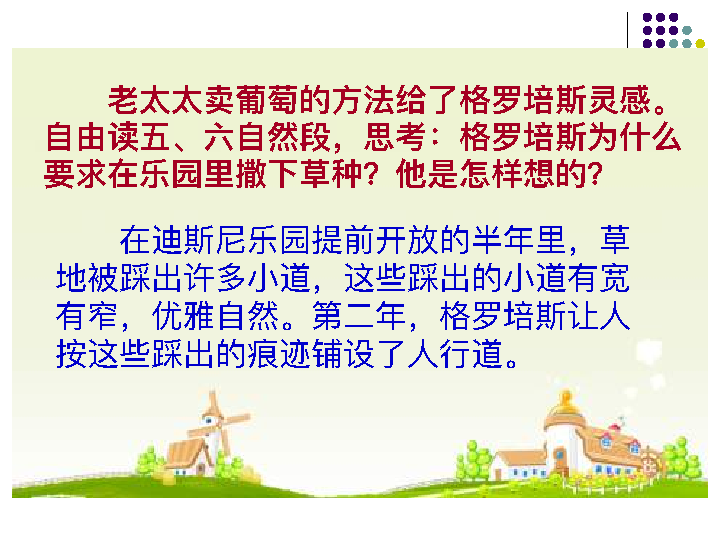 老太太卖葡萄的方法给了格罗培斯灵感。
自由读五、六自然段，思考：格罗培斯为什么
要求在乐园里撒下草种？他是怎样想的？
在迪斯尼乐园提前开放的半年里，草
地被踩出许多小道，这些踩出的小道有宽
有窄，优雅自然。第二年，格罗培斯让人
按这些踩出的痕迹铺设了人行道。